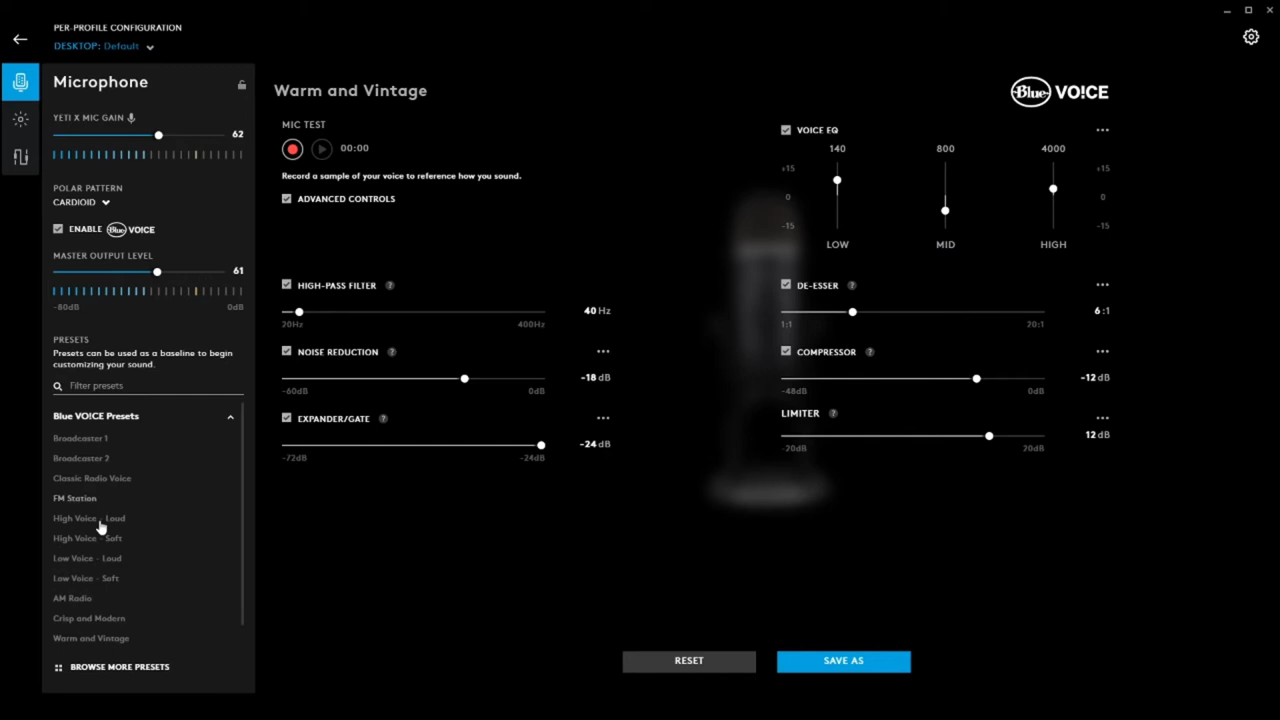 PER-PROFILE CONFIGURATION
DESKTOP: Default
Microphone
YETI X MIC GAIN
62
POLAR PATTERN
CARDIOID
ENABLE Blue VO!CE
MASTER OUTPUT LEVEL
61
-80dB 0dB
PRESETS
Presets can be used as a baseline to begin
customizing your sound.
Filter presets
Blue VO!CE Presets
Broadcaster 1
Broadcaster 2
Classic Radio Voice
FM Station
High Voice - Loud
High Voice - Soft
Low Voice - Loud
Low Voice - Soft
AM Radio
Crisp and Modern
Warm and Vintage
BROWSE MORE PRESETS
Warm and Vintage
Blue VO!CE
MIC TEST
00:00
Record a sample of your voice to reference how you sound.
ADVANCED CONTROLS
HIGH-PASS FILTER ?
40 Hz
20Hz 400Hz
NOISE REDUCTION ?
-18 dB
-60dB 0dB
EXPANDER/GATE ?
-24 dB
-72dB -24dB
VOICE EQ
140 800 4000
+15 +15
0 0
-15 -15
LOW MID HIGH
DE-ESSER ?
6 :1
1:1 20:1
COMPRESSOR ?
-12 dB
-48dB 0dB
LIMITER ?
12 dB
-20dB 20dB
RESET
SAVE AS